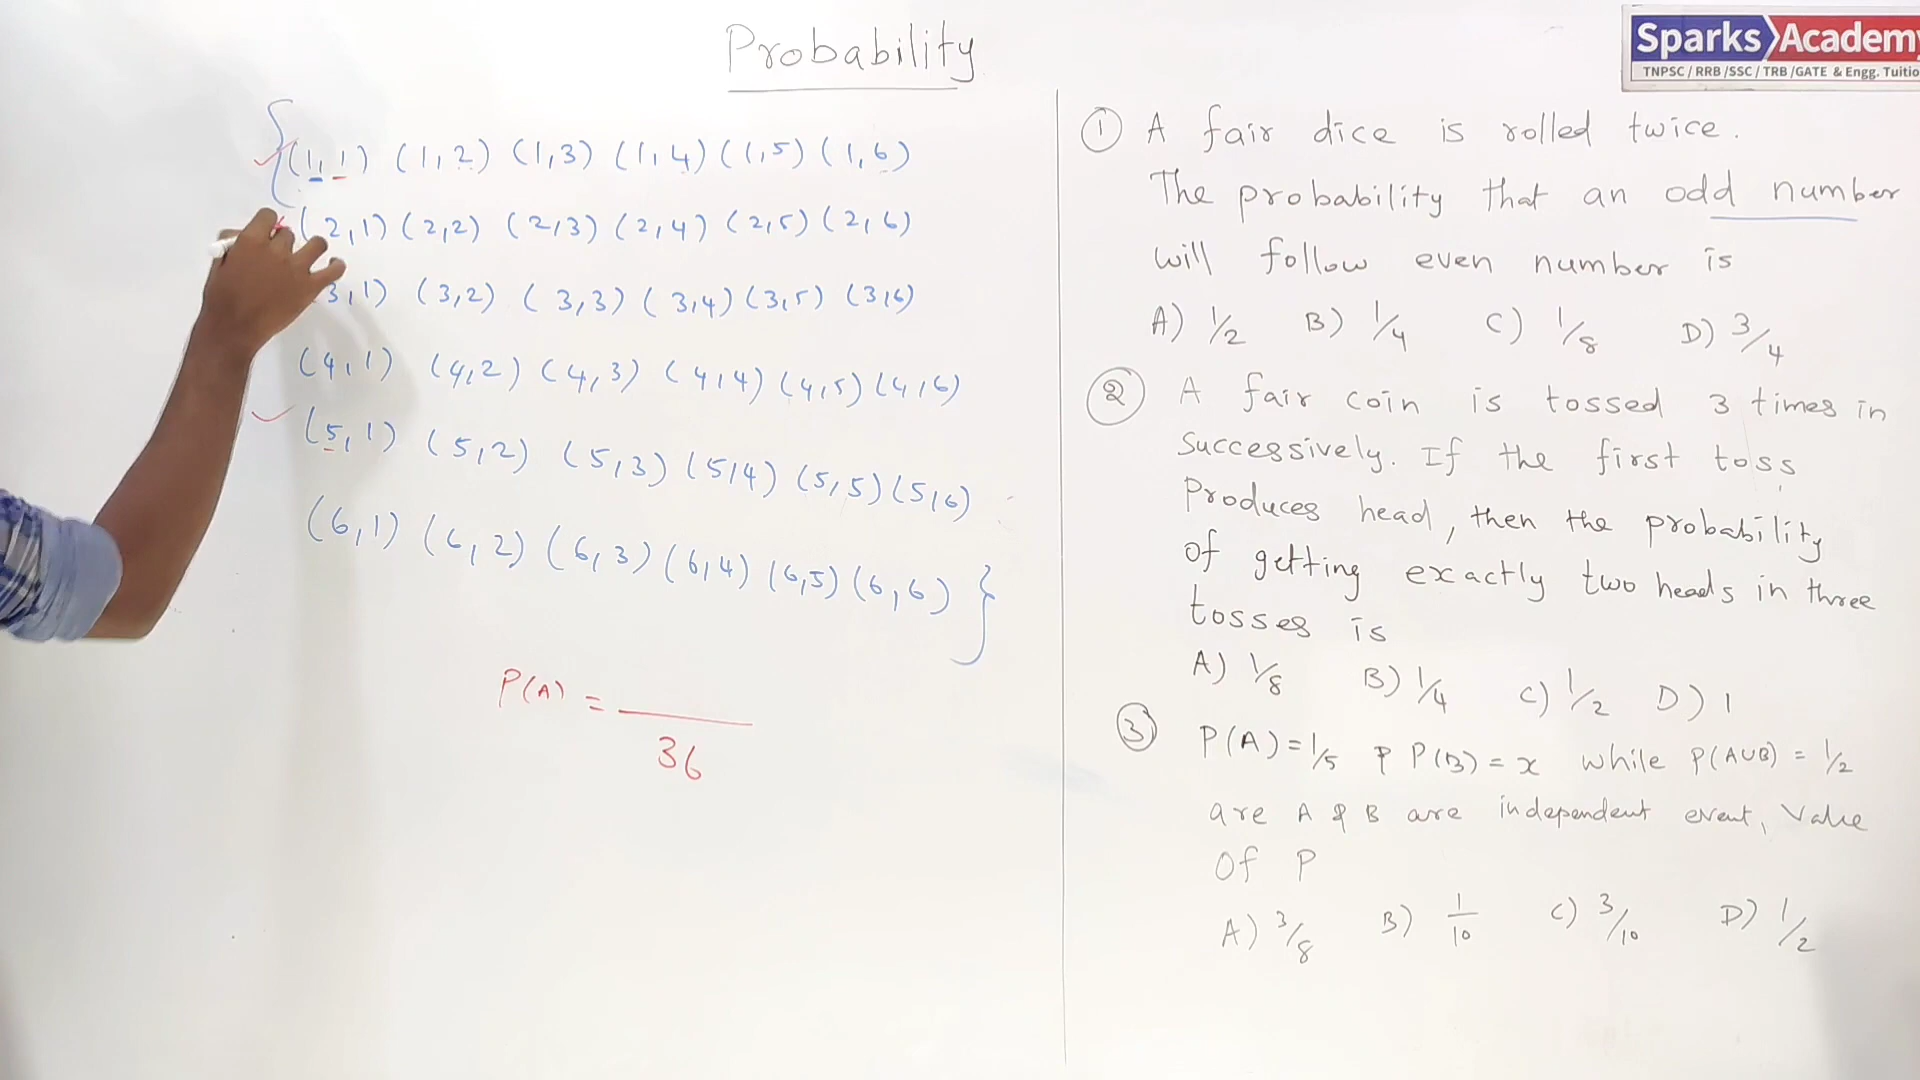 Probability
Sparks Academy
TNPSC / RRB / SSC / TRB / GATE & Engg. Tuitio
{(1,1) (1,2) (1,3) (1,4) (1,5) (1,6)
(2,1) (2,2) (2,3) (2,4) (2,5) (2,6)
3,1) (3,2) (3,3) (3,4) (3,5) (3,6)
(4,1) (4,2) (4,3) (4,4) (4,5) (4,6)
(5,1) (5,2) (5,3) (5,4) (5,5) (5,6)
(6,1) (6,2) (6,3) (6,4) (6,5) (6,6)}
P(A) = ——
36
① A fair dice is rolled twice.
The probability that an odd number
will follow even number is
A) 1/2 B) 1/4 C) 1/8 D) 3/4
② A fair coin is tossed 3 times in
Successively. If the first toss
Produces head, then the probability
of getting exactly two heads in three
tosses is
A) 1/8 B) 1/4 C) 1/2 D) 1
③ P(A) = 1/5 & P(B) = x while P(A∪B) = 1/2
are A & B are independent event, Value
Of P
A) 3/8 B) 1/10 C) 3/10 D) 1/2